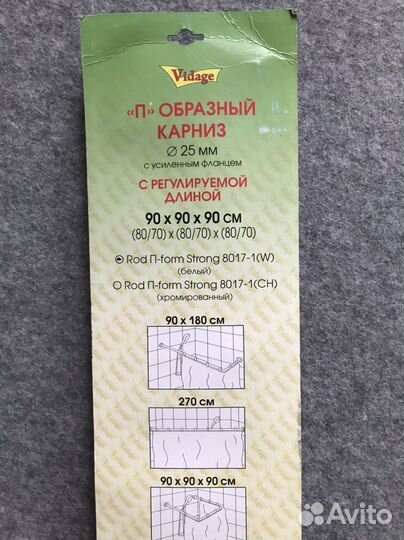 Vidage
«П» ОБРАЗНЫЙ
КАРНИЗ
Ø 25 мм
с усиленным фланцем
С РЕГУЛИРУЕМОЙ
ДЛИНОЙ
90 x 90 x 90 см
(80/70) x (80/70) x (80/70)
Rod П-form Strong 8017-1(W)
(белый)
Rod П-form Strong 8017-1(CH)
(хромированный)
90 x 180 см
270 см
90 x 90 x 90 см
Avito